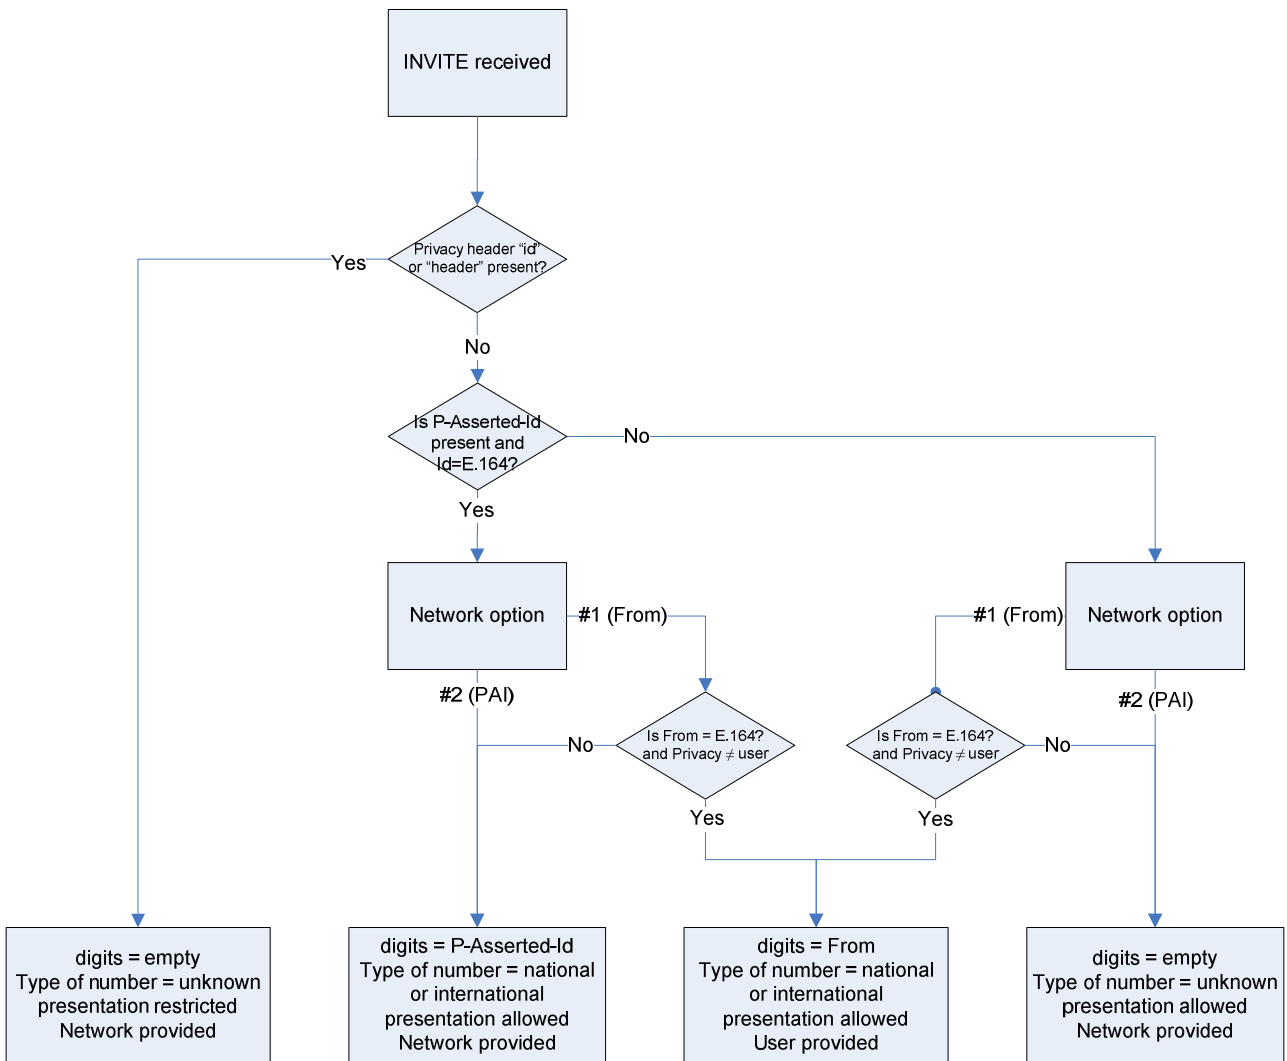 INVITE received
Privacy header “id”
or “header” present?
Yes
No
Is P-Asserted-Id
present and
Id=E.164?
No
Yes
Network option
#1 (From)
#1 (From)
Network option
#2 (PAI)
#2 (PAI)
Is From = E.164?
and Privacy ≠ user
No
Is From = E.164?
and Privacy ≠ user
No
Yes
Yes
digits = empty
Type of number = unknown
presentation restricted
Network provided
digits = P-Asserted-Id
Type of number = national
or international
presentation allowed
Network provided
digits = From
Type of number = national
or international
presentation allowed
User provided
digits = empty
Type of number = unknown
presentation allowed
Network provided